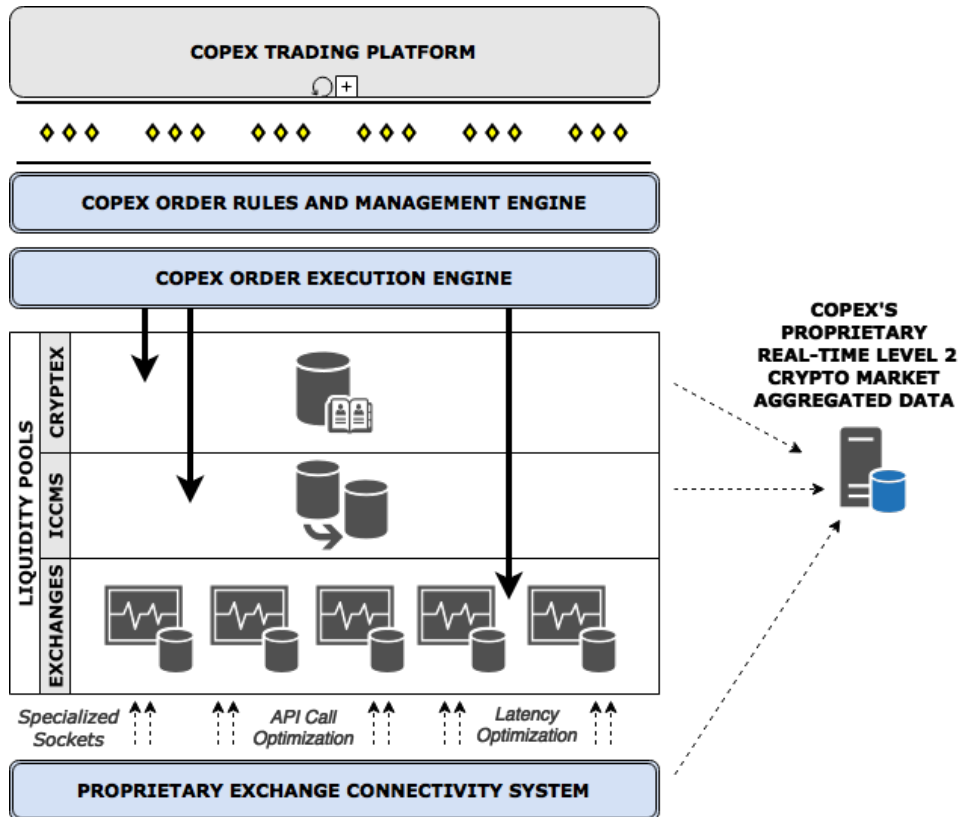 COPEX TRADING PLATFORM
+
COPEX ORDER RULES AND MANAGEMENT ENGINE
COPEX ORDER EXECUTION ENGINE
LIQUIDITY POOLS
CRYPTEX
ICCMS
EXCHANGES
COPEX'S
PROPRIETARY
REAL-TIME LEVEL 2
CRYPTO MARKET
AGGREGATED DATA
Specialized
Sockets
API Call
Optimization
Latency
Optimization
PROPRIETARY EXCHANGE CONNECTIVITY SYSTEM